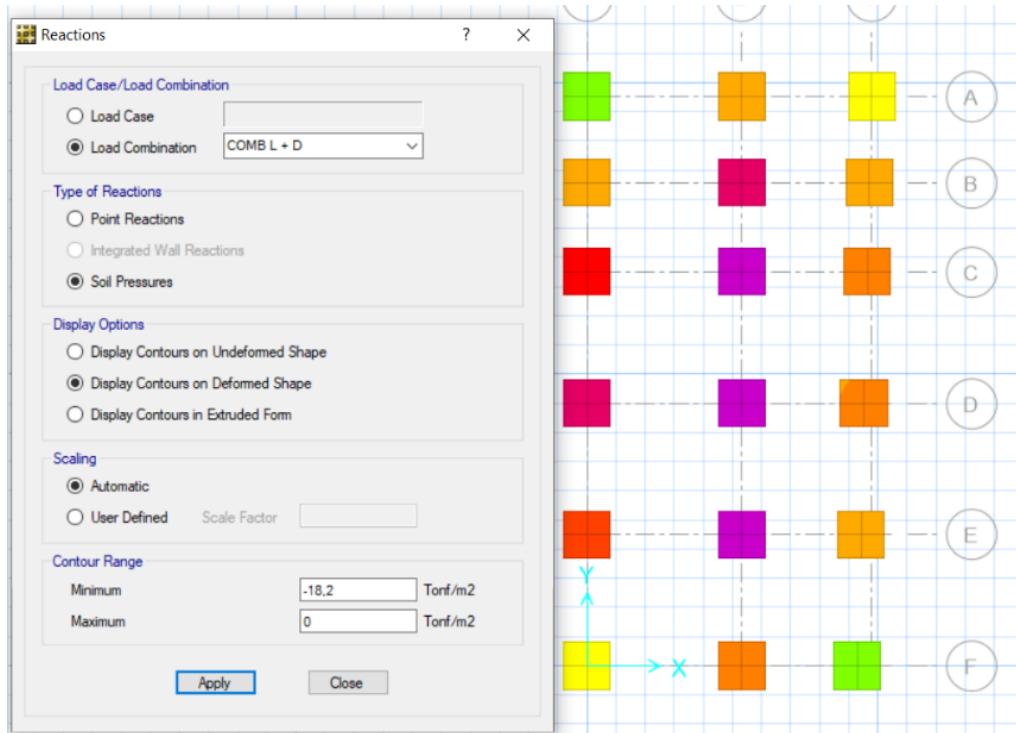 Reactions
?
Load Case/Load Combination
Load Case
Load Combination
COMB L + D
Type of Reactions
Point Reactions
Integrated Wall Reactions
Soil Pressures
Display Options
Display Contours on Undeformed Shape
Display Contours on Deformed Shape
Display Contours in Extruded Form
Scaling
Automatic
User Defined Scale Factor
Contour Range
Minimum -18,2 Tonf/m2
Maximum 0 Tonf/m2
Apply Close
A
B
C
D
E
Y
X
F